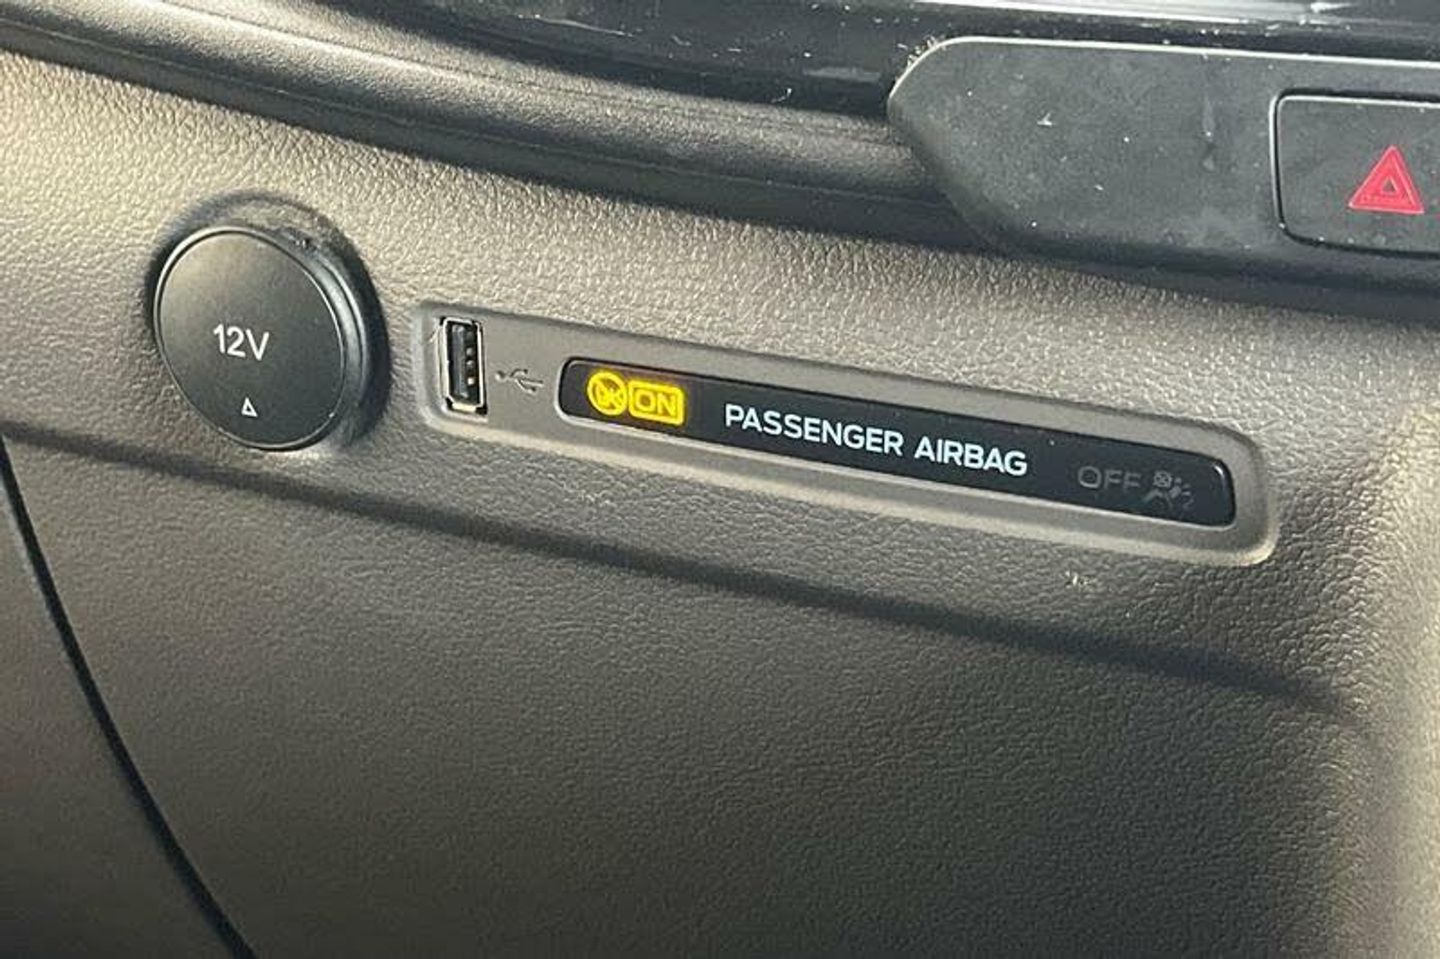 12V
ON PASSENGER AIRBAG OFF